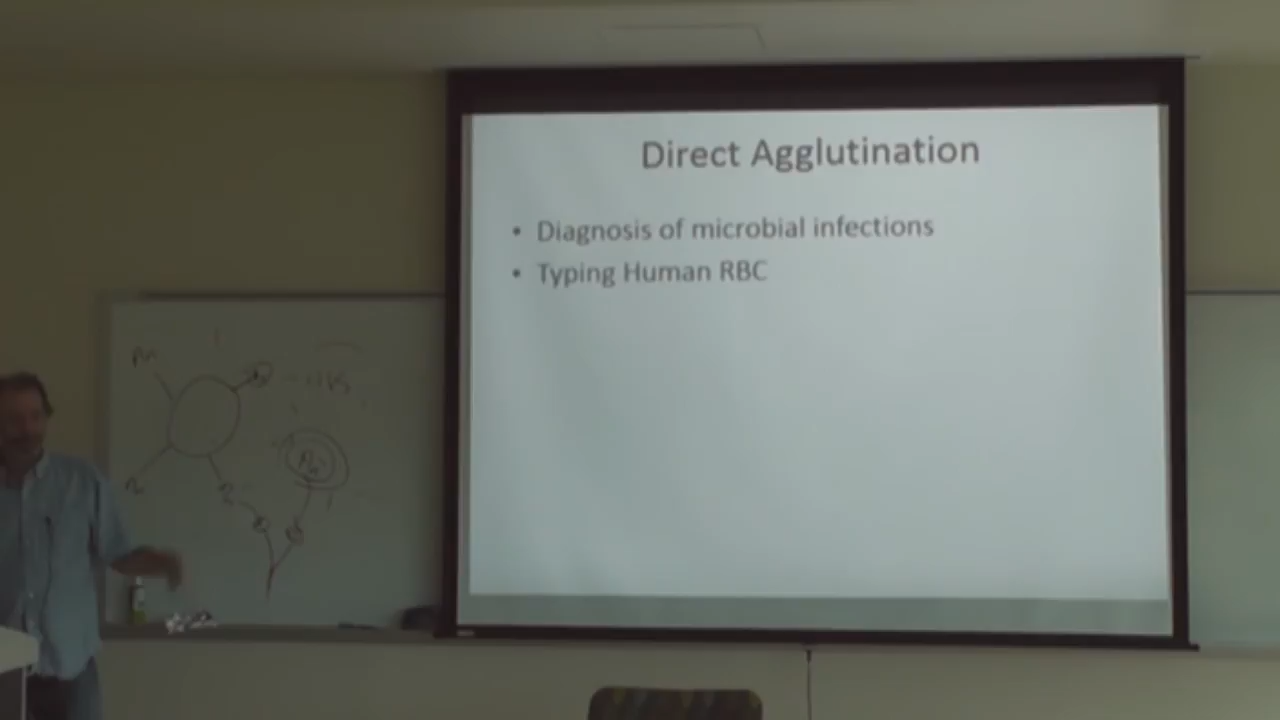 Direct Agglutination
• Diagnosis of microbial infections
• Typing Human RBC